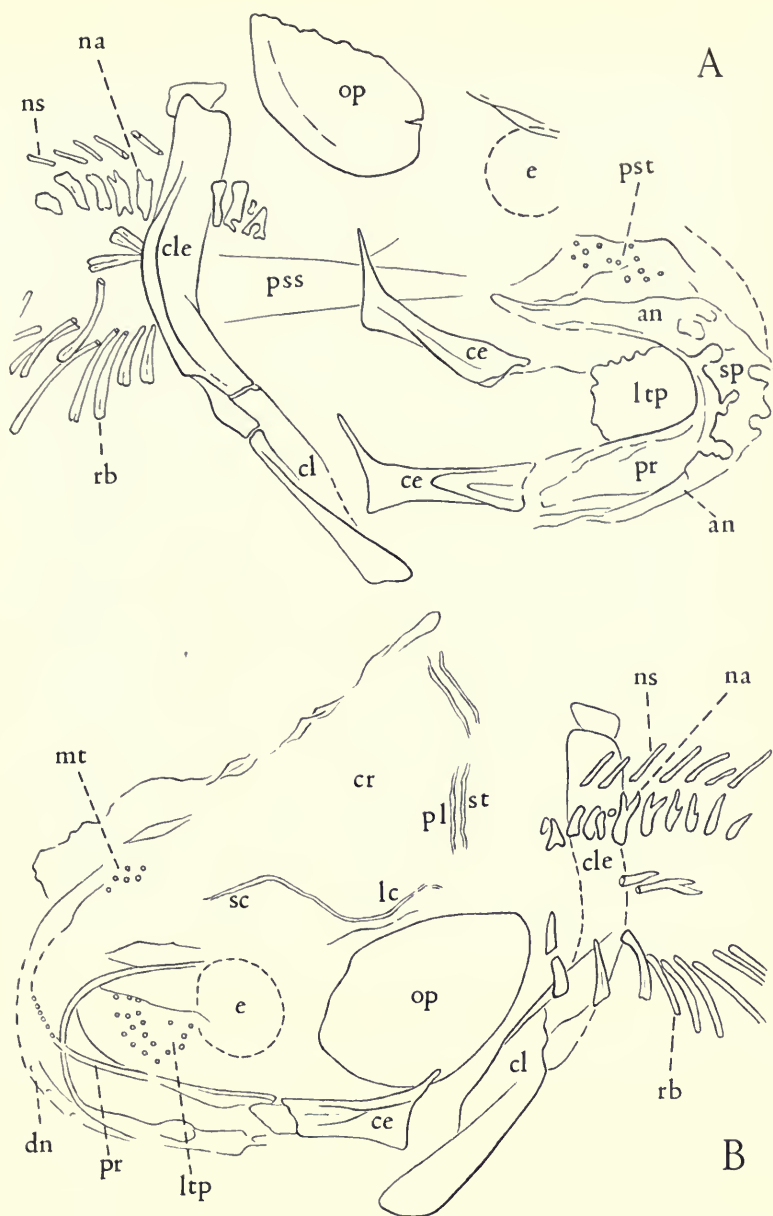 na
A
ns
op
e
pst
cle
pss
an
ce
sp
ltp
rb
cl
ce
pr
an
ns
na
mt
cr
pl
st
cle
sc
lc
e
op
cl
rb
ce
dn
pr
ltp
B